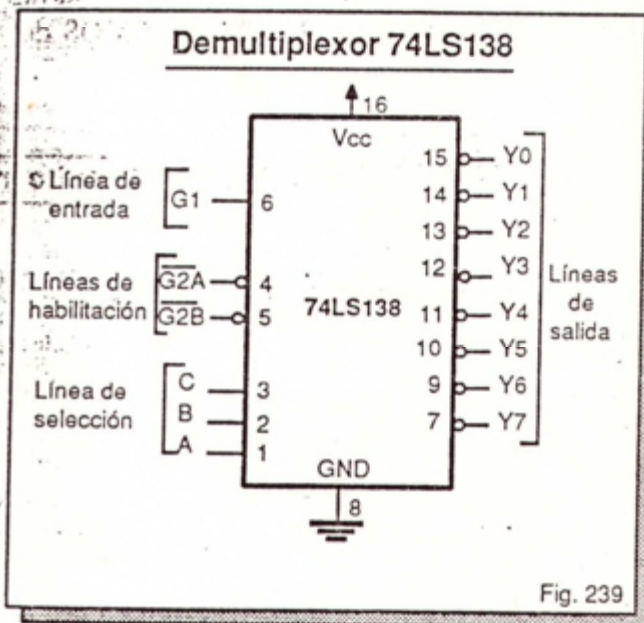 Demultiplexor 74LS138
16
Vcc
Línea de
entrada
G1
6
Líneas de
habilitación
G2A
4
G2B
5
Línea de
selección
C
3
B
2
A
1
74LS138
15
Y0
14
Y1
13
Y2
12
Y3
11
Y4
10
Y5
9
Y6
7
Y7
Líneas
de
salida
GND
8
Fig. 239